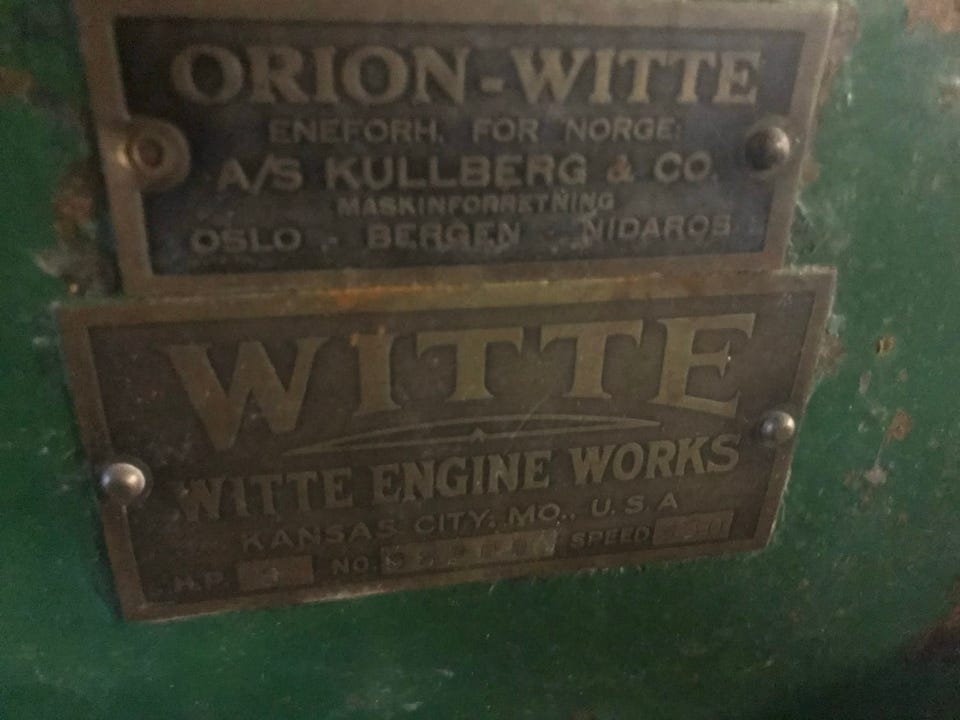 ORION-WITTE
ENEFORH. FOR NORGE:
A/S KULLBERG & CO.
MASKINFORRETNING
OSLO - BERGEN - NIDAROS
WITTE
WITTE ENGINE WORKS
KANSAS CITY, MO., U.S.A
H.P. NO. SPEED